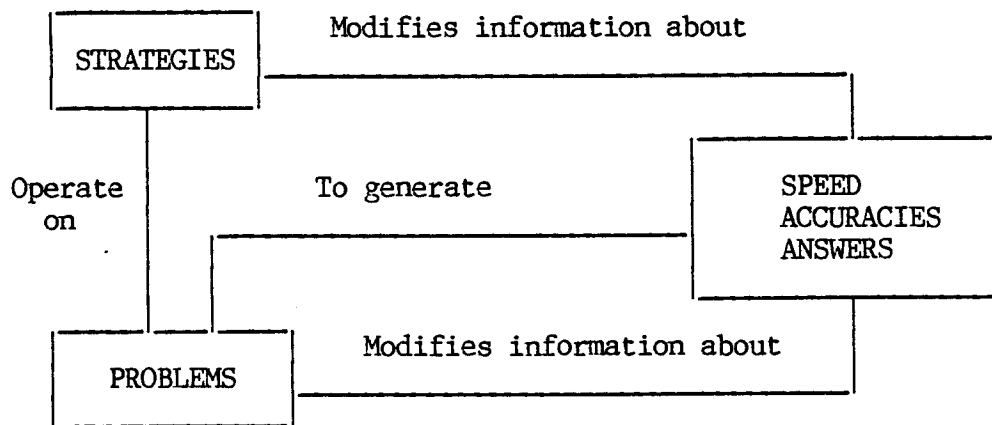 Modifies information about
STRATEGIES
Operate
on
To generate
SPEED
ACCURACIES
ANSWERS
Modifies information about
PROBLEMS